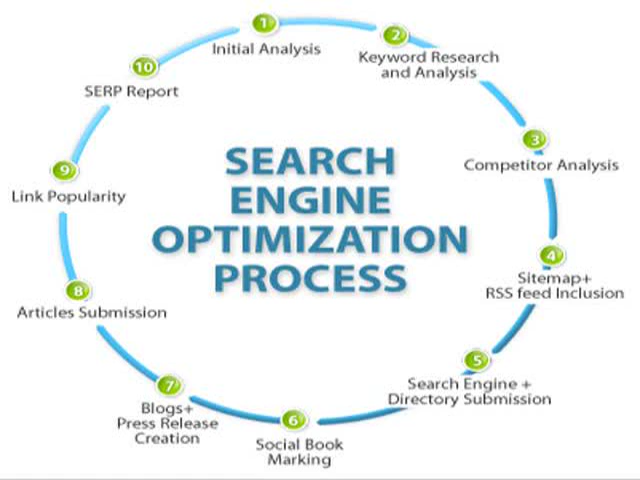 SEARCH
ENGINE
OPTIMIZATION
PROCESS
1
Initial Analysis
2
Keyword Research
and Analysis
3
Competitor Analysis
4
Sitemap+
RSS feed Inclusion
5
Search Engine +
Directory Submission
6
Social Book
Marking
7
Blogs+
Press Release
Creation
8
Articles Submission
9
Link Popularity
10
SERP Report